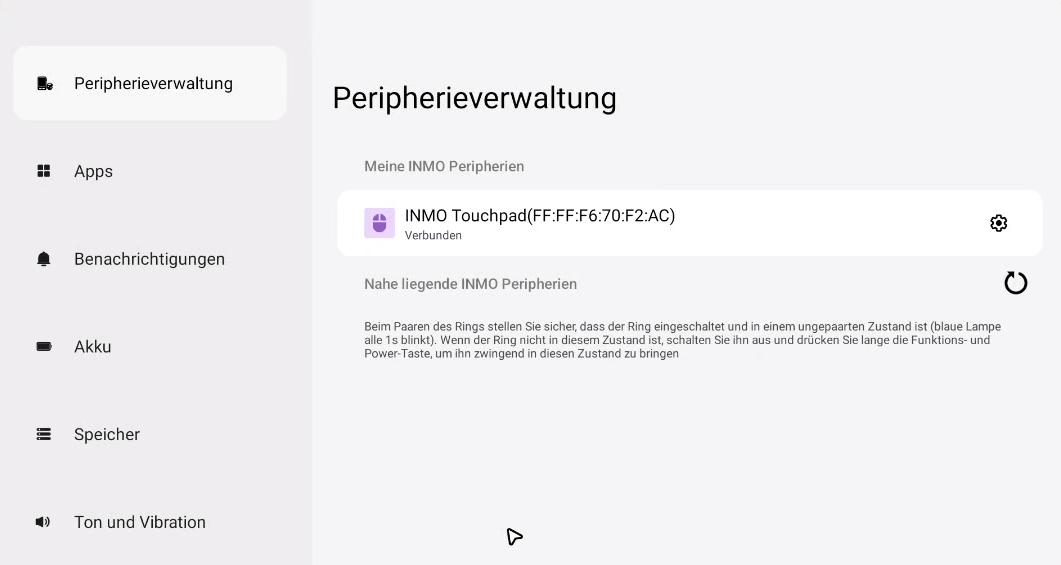 Peripherieverwaltung
Apps
Benachrichtigungen
Akku
Speicher
Ton und Vibration
Peripherieverwaltung
Meine INMO Peripherien
INMO Touchpad(FF:FF:F6:70:F2:AC)
Verbunden
Nahe liegende INMO Peripherien
Beim Paaren des Rings stellen Sie sicher, dass der Ring eingeschaltet und in einem ungepaarten Zustand ist (blaue Lampe
alle 1s blinkt). Wenn der Ring nicht in diesem Zustand ist, schalten Sie ihn aus und drücken Sie lange die Funktions- und
Power-Taste, um ihn zwingend in diesen Zustand zu bringen